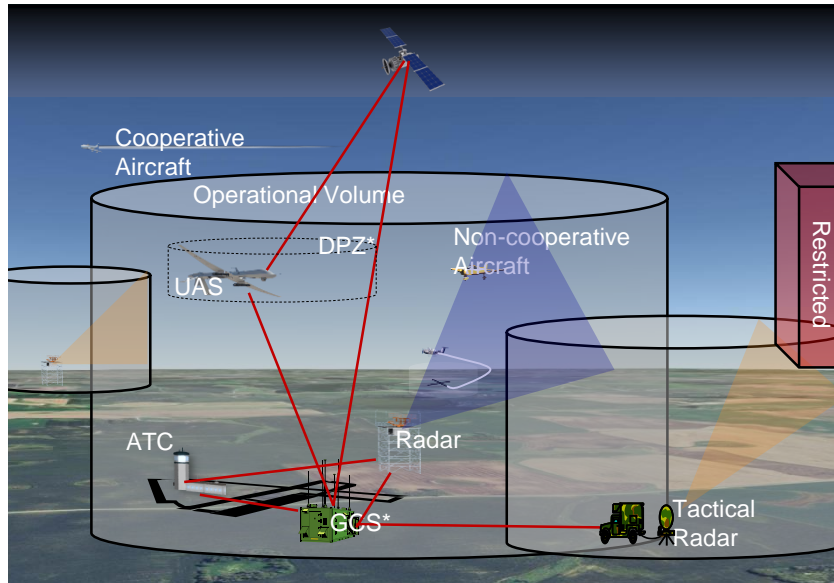 Cooperative
Aircraft
Operational Volume
DPZ*
Non-cooperative
Aircraft
UAS
Restricted
ATC
Radar
GCS*
Tactical
Radar